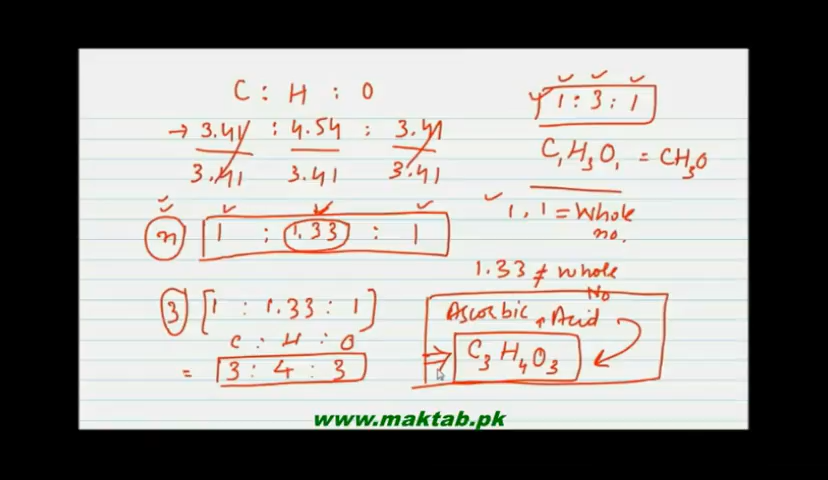 C : H : O
→ 3.41 : 4.54 : 3.41
3.41 3.41 3.41
n 1 : 1.33 : 1
3 [1 : 1.33 : 1]
C : H : O
= 3 : 4 : 3
1 : 3 : 1
C₁H₃O₁ = CH₃O
1, 1 = Whole
no.
1.33 ≠ whole
No
Ascorbic Acid
⇒ C₃H₄O₃
www.maktab.pk